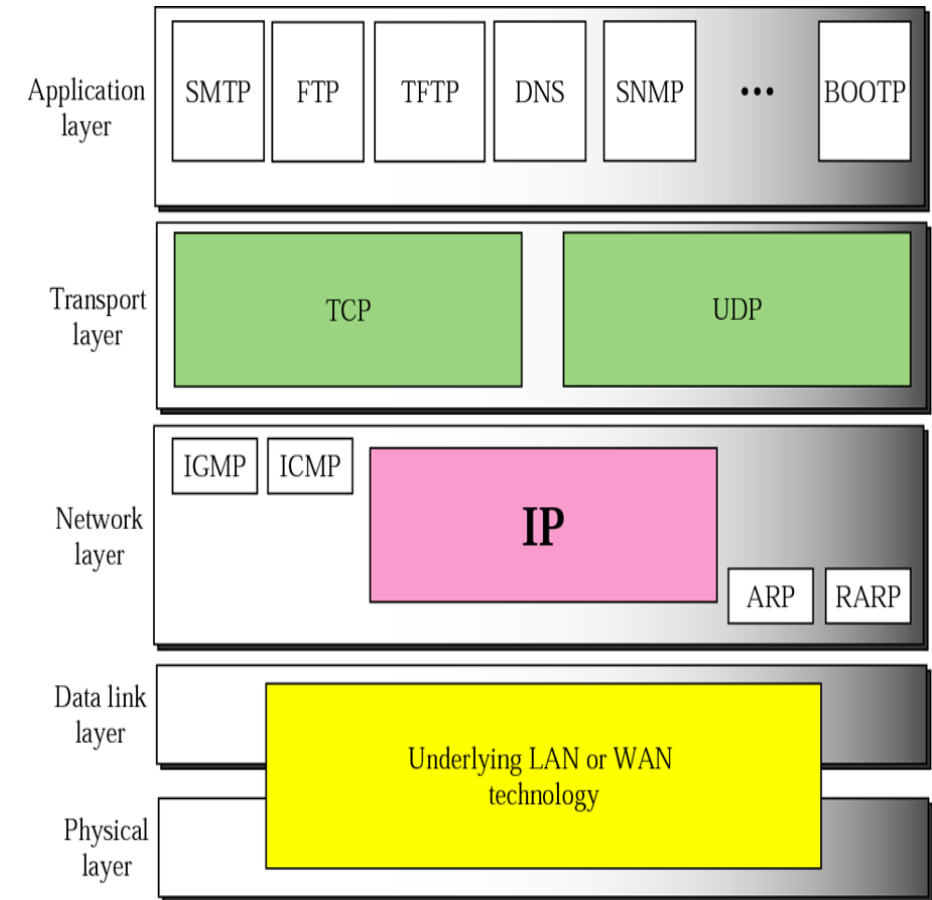 Application
layer
SMTP FTP TFTP DNS SNMP ••• BOOTP
Transport
layer
TCP UDP
Network
layer
IGMP ICMP
IP
ARP RARP
Data link
layer
Underlying LAN or WAN
technology
Physical
layer